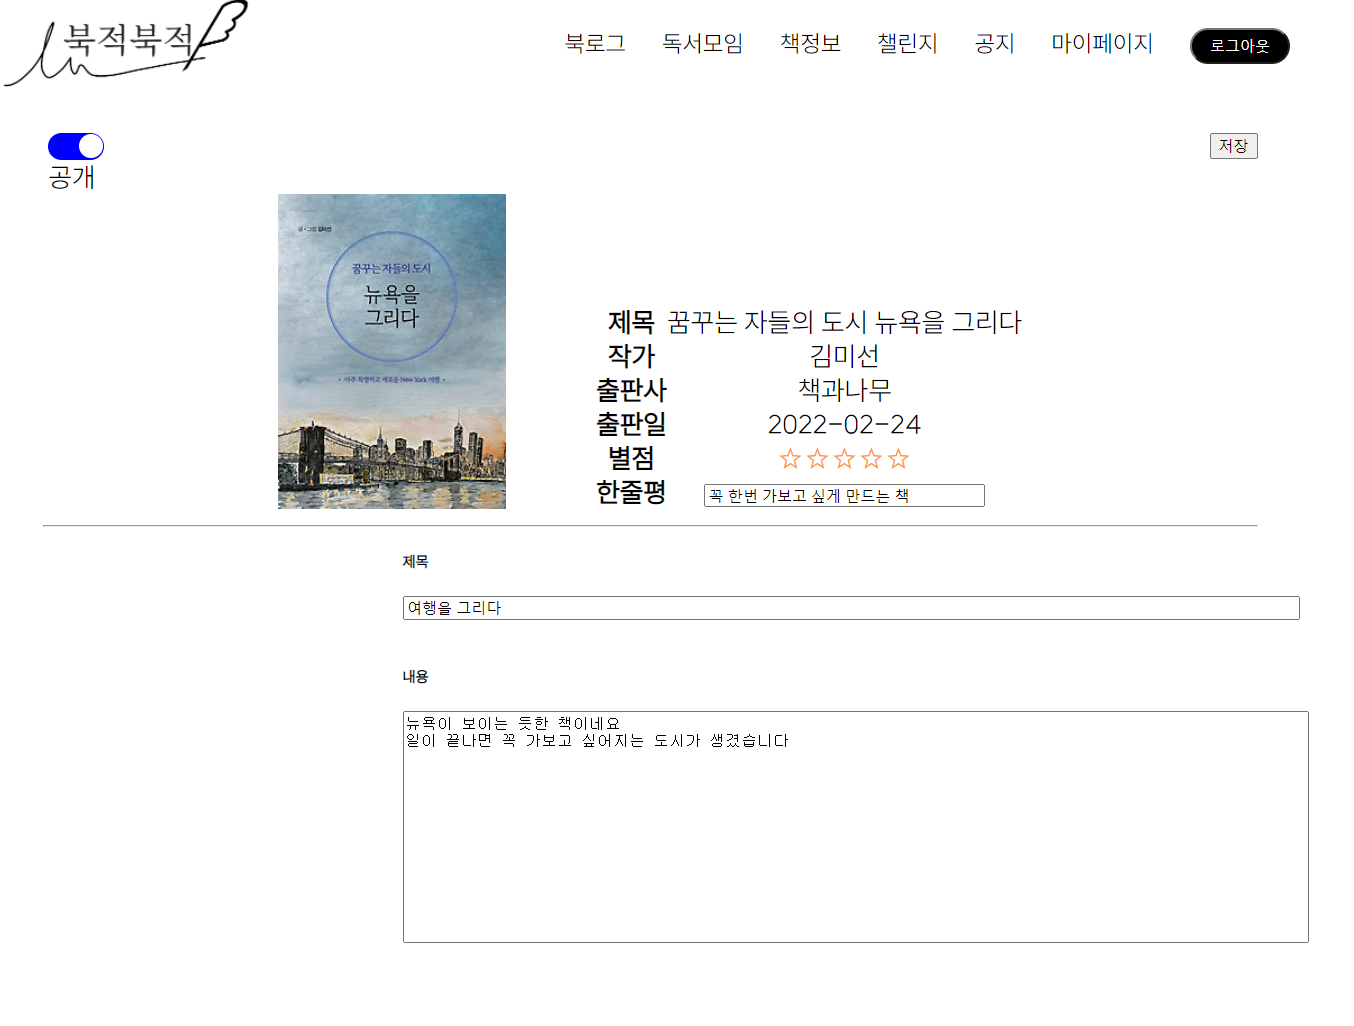 북적북적
북로그 독서모임 책정보 챌린지 공지 마이페이지 로그아웃
저장
공개
글·그림 김미선
꿈꾸는 자들의 도시
뉴욕을
그리다
• 아주 특별하고 새로운 New York 여행 •
제목 꿈꾸는 자들의 도시 뉴욕을 그리다
작가 김미선
출판사 책과나무
출판일 2022-02-24
별점 ☆☆☆☆☆
한줄평 꼭 한번 가보고 싶게 만드는 책
제목
여행을 그리다
내용
뉴욕이 보이는 듯한 책이네요
일이 끝나면 꼭 가보고 싶어지는 도시가 생겼습니다